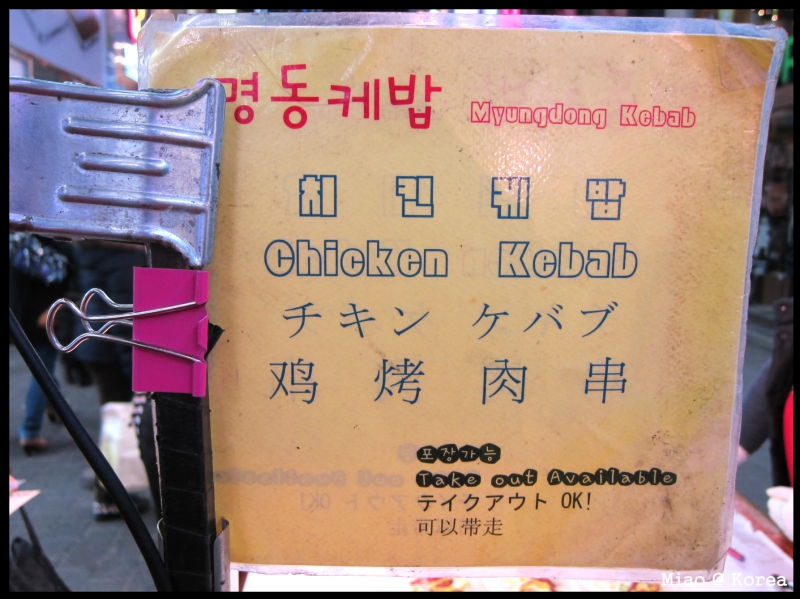 명동케밥 Myungdong Kebab
치킨케밥
Chicken Kebab
チキン ケバブ
鸡烤肉串
포장가능
Take out Available
テイクアウト OK!
可以带走
Miao @ Korea